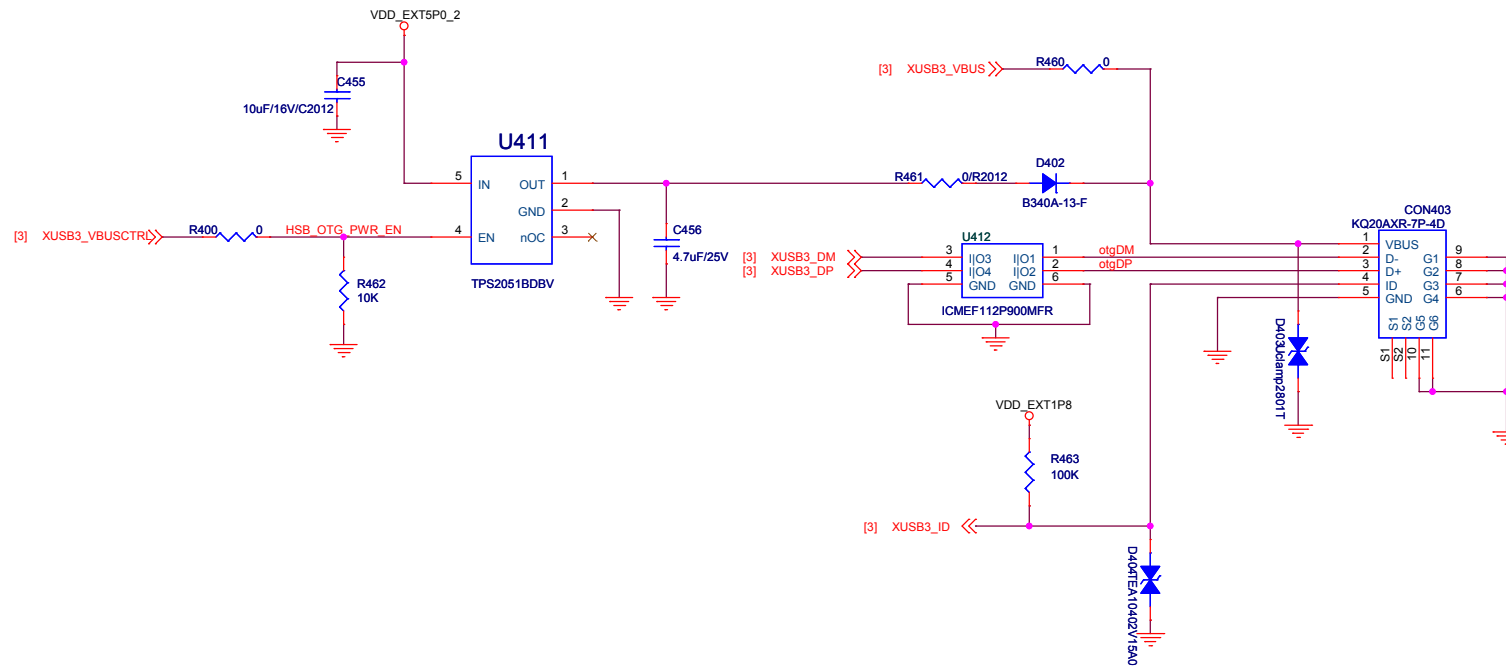 VDD_EXT5P0_2
C455
10uF/16V/C2012
[3] XUSB3_VBUS
R460 0
U411
5 IN OUT 1
GND 2
4 EN nOC 3
TPS2051BDBV
[3] XUSB3_VBUSCTRL
R400 0
HSB_OTG_PWR_EN
R462
10K
C456
4.7uF/25V
R461 0/R2012
D402
B340A-13-F
[3] XUSB3_DM
[3] XUSB3_DP
U412
3 I|O3 I|O1 1
4 I|O4 I|O2 2
5 GND GND 6
ICMEF112P900MFR
otgDM
otgDP
CON403
KQ20AXR-7P-4D
1 VBUS
2 D- G1 9
3 D+ G2 8
4 ID G3 7
5 GND G4 6
S1 S2 G5 G6
S1 S2 10 11
D403Uclamp2801T
VDD_EXT1P8
R463
100K
[3] XUSB3_ID
D404TEA10402V15A0